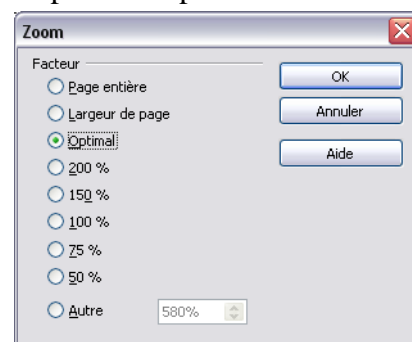 Zoom
Facteur
Page entière
Largeur de page
Optimal
200 %
150 %
100 %
75 %
50 %
Autre
580%
OK
Annuler
Aide